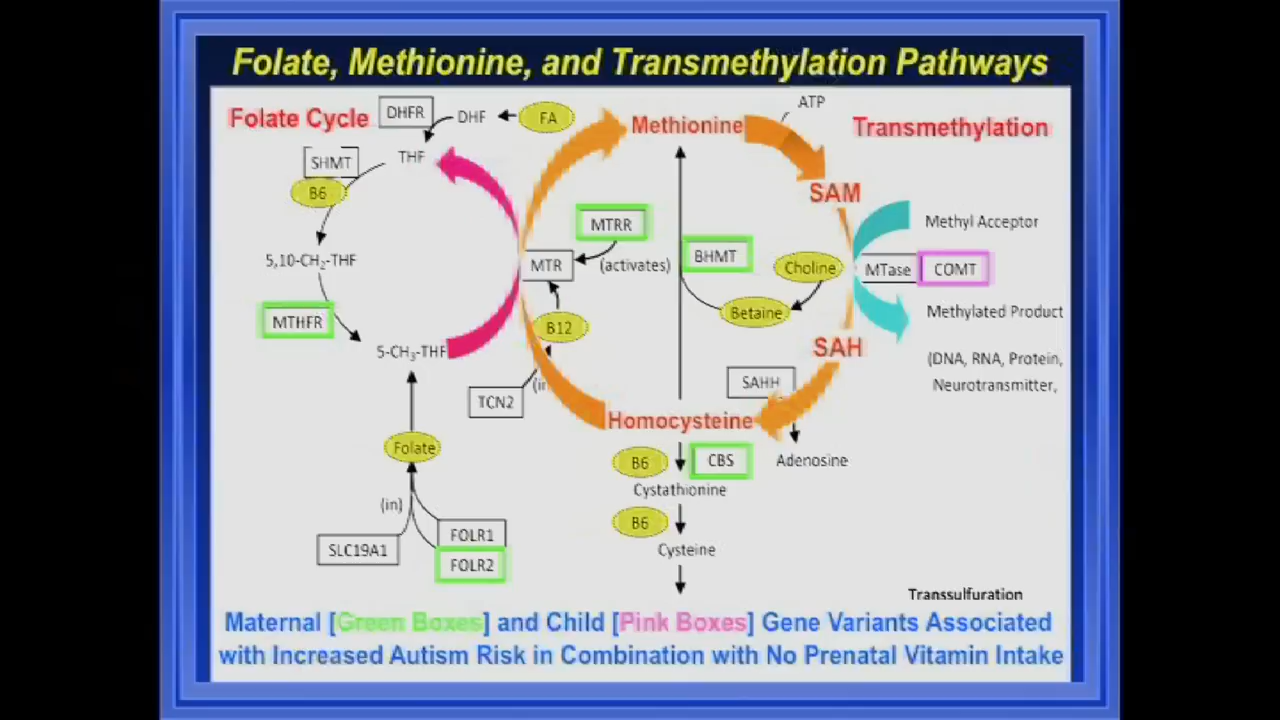 Folate, Methionine, and Transmethylation Pathways
Folate Cycle
DHFR
DHF
FA
Methionine
ATP
Transmethylation
SHMT
THF
B6
SAM
MTRR
Methyl Acceptor
5,10-CH₂-THF
MTR
(activates)
BHMT
Choline
MTase
COMT
MTHFR
B12
Betaine
Methylated Product
5-CH₃-THF
SAH
(DNA, RNA, Protein,
Neurotransmitter,
TCN2
(in
SAHH
Homocysteine
Folate
B6
CBS
Adenosine
Cystathionine
(in)
B6
SLC19A1
FOLR1
FOLR2
Cysteine
Transsulfuration
Maternal [Green Boxes] and Child [Pink Boxes] Gene Variants Associated
with Increased Autism Risk in Combination with No Prenatal Vitamin Intake